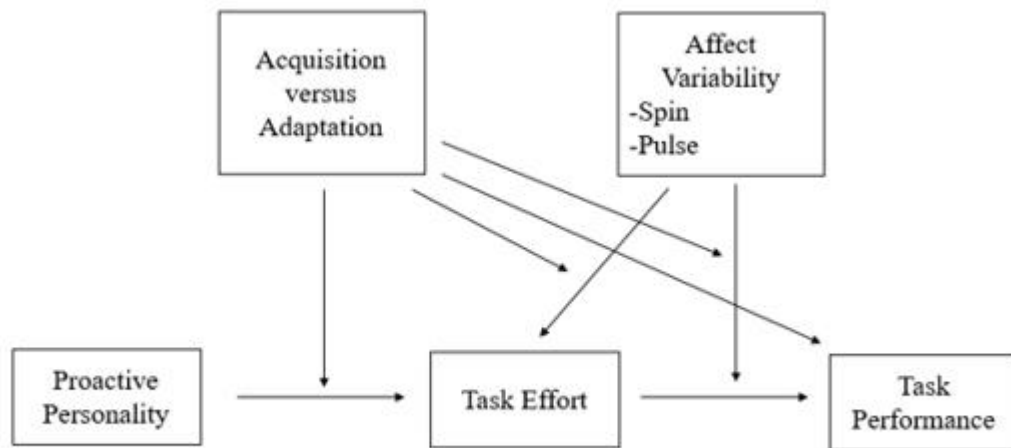 Acquisition
versus
Adaptation
Affect
Variability
-Spin
-Pulse
Proactive
Personality
Task Effort
Task
Performance